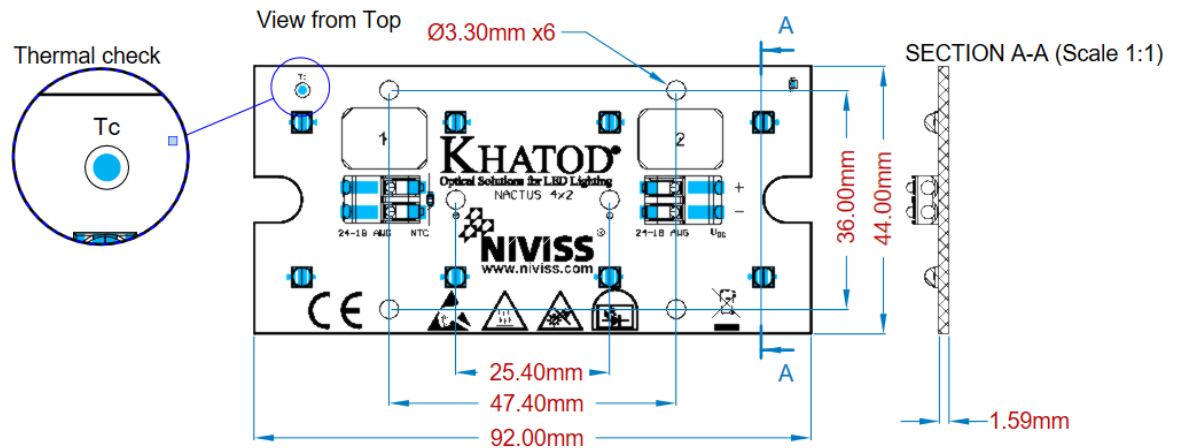 View from Top
Thermal check
Ø3.30mm x6
A
SECTION A-A (Scale 1:1)
Tc
Tc
1
2
KHATOD®
Optical Solutions for LED Lighting
NACTUS 4x2
+
−
24-18 AWG NTC
24-18 AWG UDC
NIVISS®
www.niviss.com
CE
36.00mm
44.00mm
A
25.40mm
47.40mm
92.00mm
1.59mm